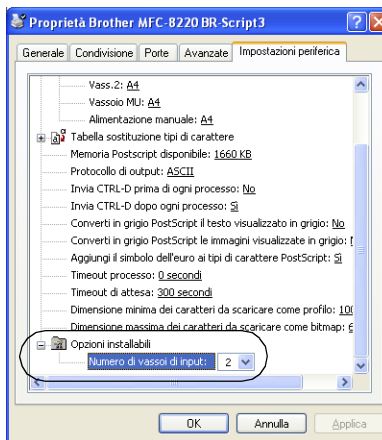 Proprietà Brother MFC-8220 BR-Script3
Generale Condivisione Porte Avanzate Impostazioni periferica
Vass.2: A4
Vassoio MU: A4
Alimentazione manuale: A4
Tabella sostituzione tipi di carattere
Memoria Postscript disponibile: 1660 KB
Protocollo di output: ASCII
Invia CTRL-D prima di ogni processo: No
Invia CTRL-D dopo ogni processo: Sì
Converti in grigio PostScript il testo visualizzato in grigio: No
Converti in grigio PostScript le immagini visualizzate in grigio:
Aggiungi il simbolo dell'euro ai tipi di carattere PostScript: Sì
Timeout processo: 0 secondi
Timeout di attesa: 300 secondi
Dimensione minima dei caratteri da scaricare come profilo: 100
Dimensione massima dei caratteri da scaricare come bitmap: 6
Opzioni installabili
Numero di vassoi di input: 2
OK Annulla Applica